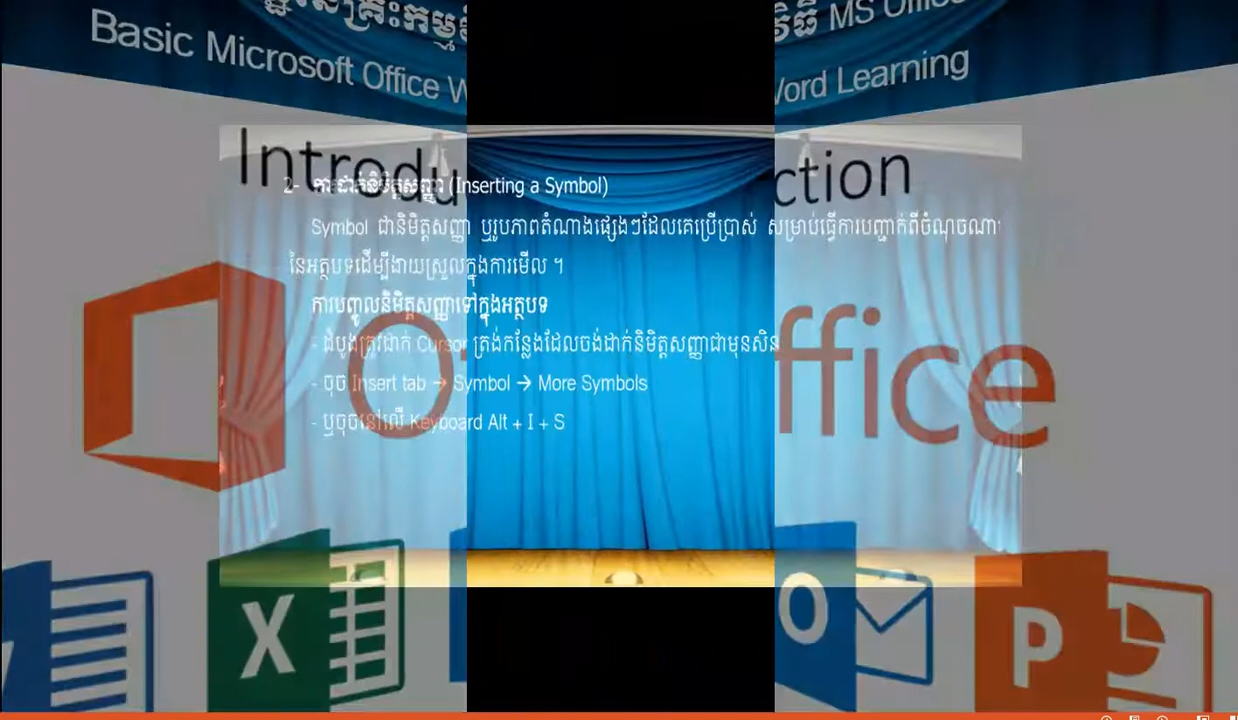 MS Office
Basic Microsoft Office W
Word Learning
Introdu
ction
2- ការដាក់និមិត្តសញ្ញា (Inserting a Symbol)
Symbol ជានិមិត្តសញ្ញា ឬរូបភាពតំណាងផ្សេងៗដែលគេប្រើប្រាស់ សម្រាប់ធ្វើការបញ្ជាក់ពីចំណុចណា
នៃអត្ថបទដើម្បីងាយស្រួលក្នុងការមើល ។
ការបញ្ចូលនិមិត្តសញ្ញាទៅក្នុងអត្ថបទ
- ដំបូងត្រូវដាក់ Cursor ត្រង់កន្លែងដែលចង់ដាក់និមិត្តសញ្ញាជាមុនសិន
- ចុច Insert tab → Symbol → More Symbols
- ឬចុចនៅលើ Keyboard Alt + I + S
O
ffice
X
O
P